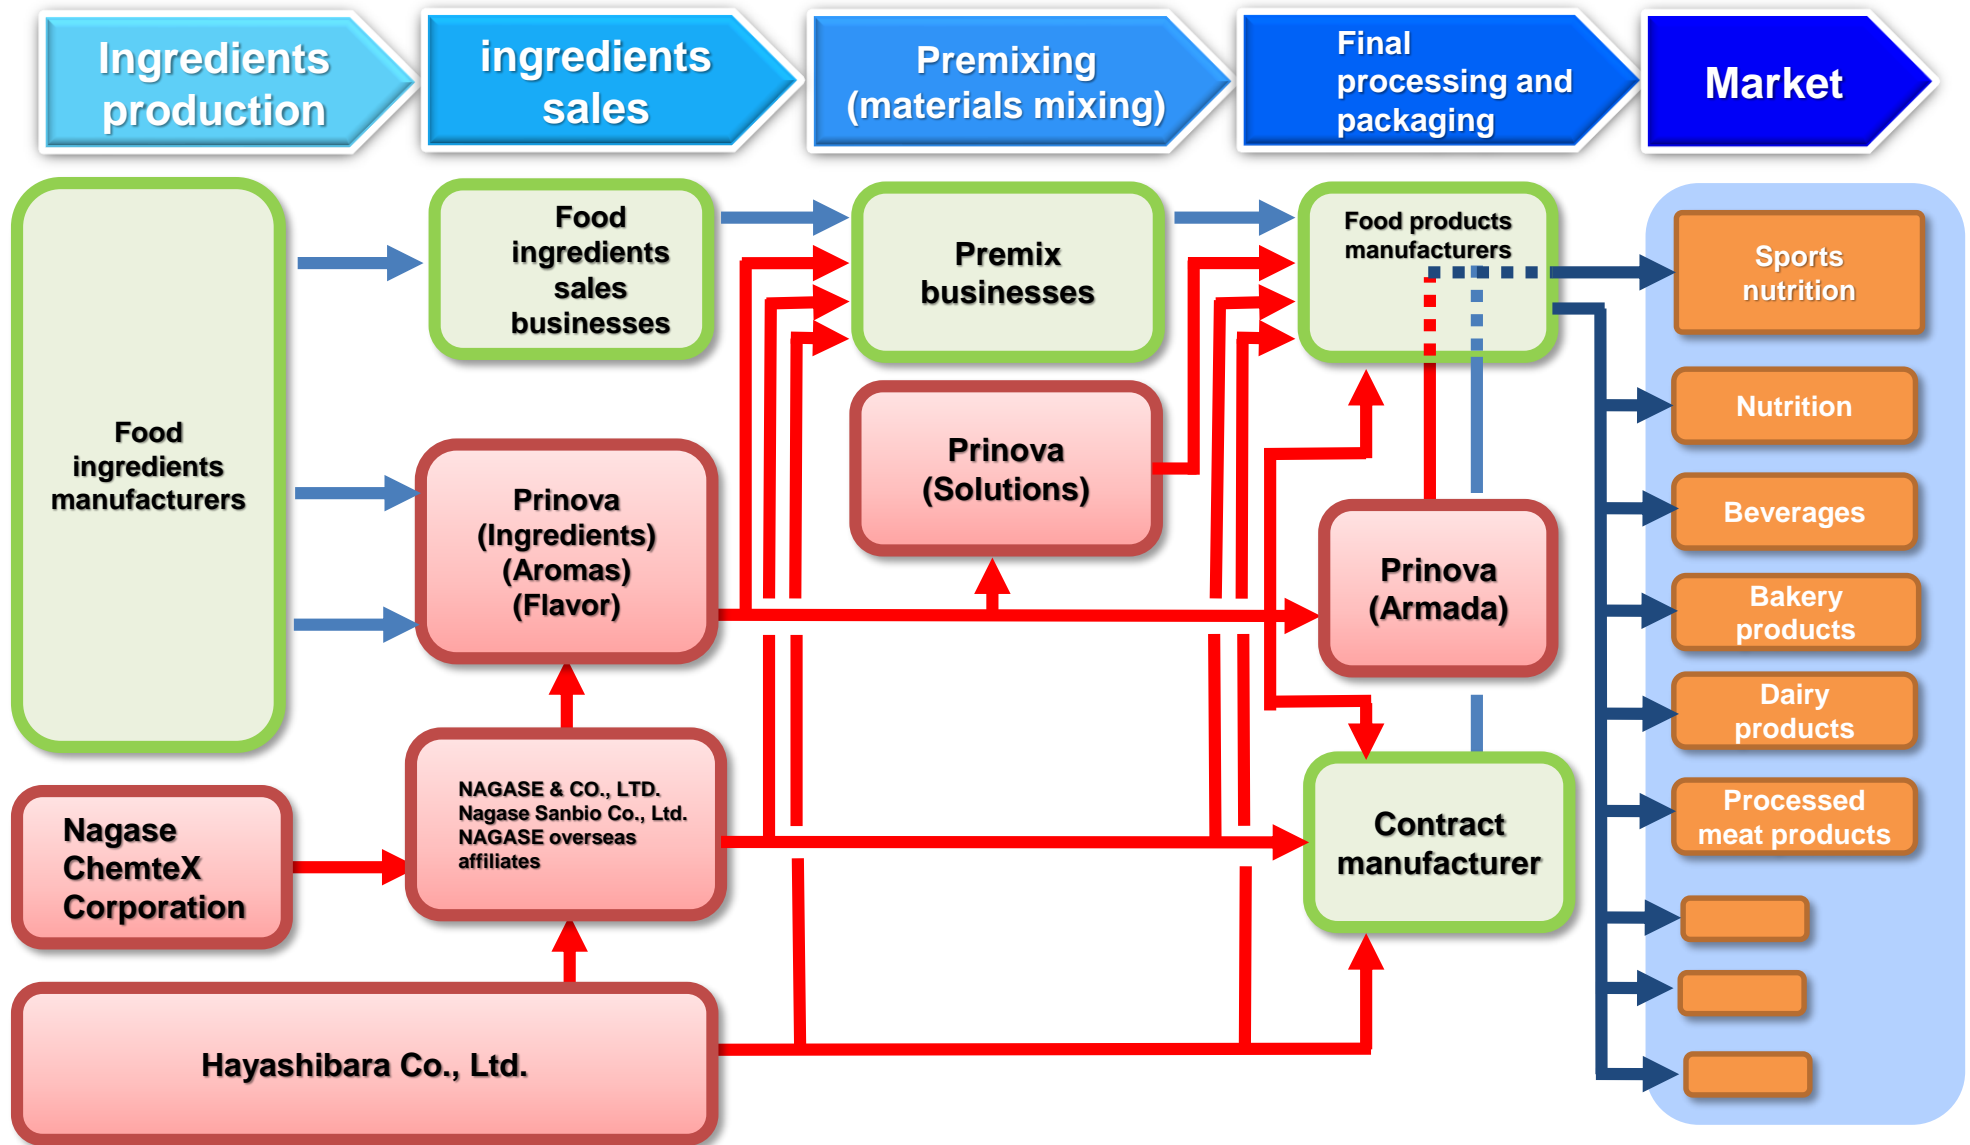 Ingredients
production
ingredients
sales
Premixing
(materials mixing)
Final
processing and
packaging
Market
Food
ingredients
manufacturers
Food
ingredients
sales
businesses
Premix
businesses
Food products
manufacturers
Sports
nutrition
Nutrition
Prinova
(Ingredients)
(Aromas)
(Flavor)
Prinova
(Solutions)
Prinova
(Armada)
Beverages
Bakery
products
Dairy
products
Nagase
ChemteX
Corporation
NAGASE & CO., LTD.
Nagase Sanbio Co., Ltd.
NAGASE overseas
affiliates
Contract
manufacturer
Processed
meat products
Hayashibara Co., Ltd.